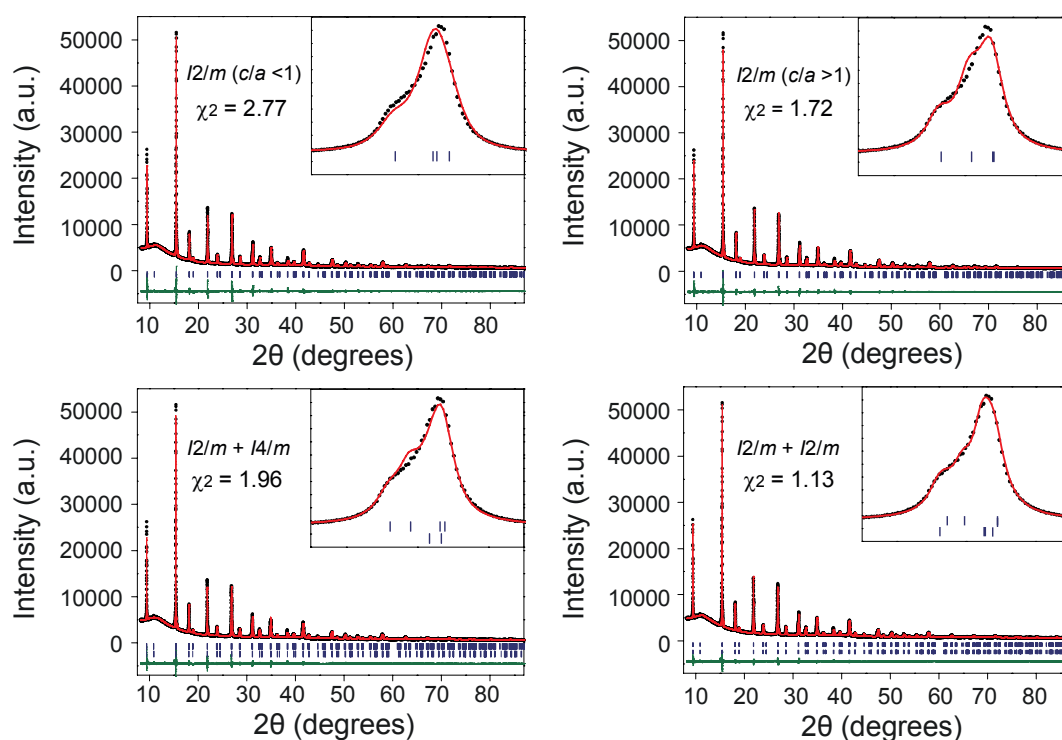 Intensity (a.u.)
50000
40000
30000
20000
10000
0
I2/m (c/a <1)
χ2 = 2.77
10 20 30 40 50 60 70 80
2θ (degrees)
Intensity (a.u.)
50000
40000
30000
20000
10000
0
I2/m (c/a >1)
χ2 = 1.72
10 20 30 40 50 60 70 80
2θ (degrees)
Intensity (a.u.)
50000
40000
30000
20000
10000
0
I2/m + I4/m
χ2 = 1.96
10 20 30 40 50 60 70 80
2θ (degrees)
Intensity (a.u.)
50000
40000
30000
20000
10000
0
I2/m + I2/m
χ2 = 1.13
10 20 30 40 50 60 70 80
2θ (degrees)